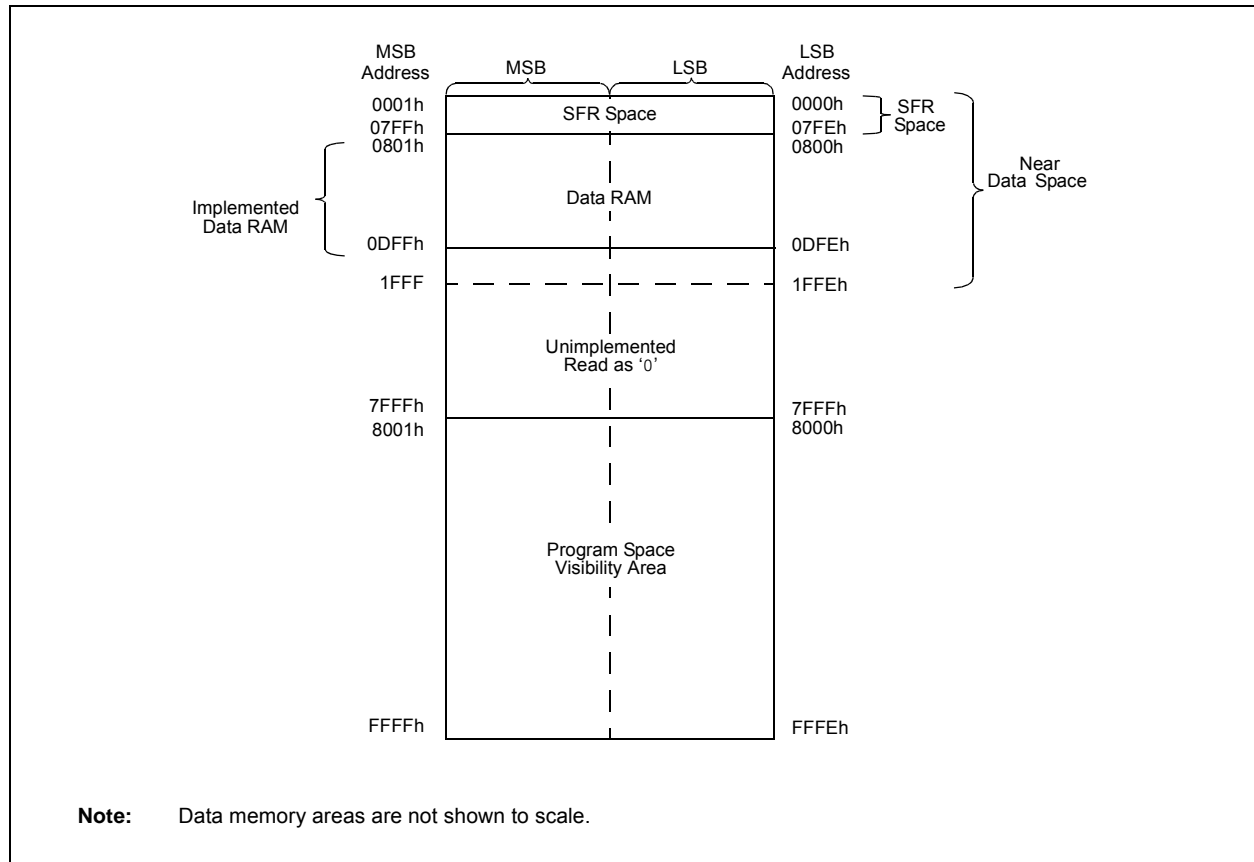 MSB
Address
MSB
LSB
LSB
Address
0001h
SFR Space
0000h
SFR
Space
07FFh
07FEh
0801h
0800h
Near
Data Space
Implemented
Data RAM
Data RAM
0DFFh
0DFEh
1FFF
1FFEh
Unimplemented
Read as ‘0’
7FFFh
7FFFh
8001h
8000h
Program Space
Visibility Area
FFFFh
FFFEh
Note: Data memory areas are not shown to scale.